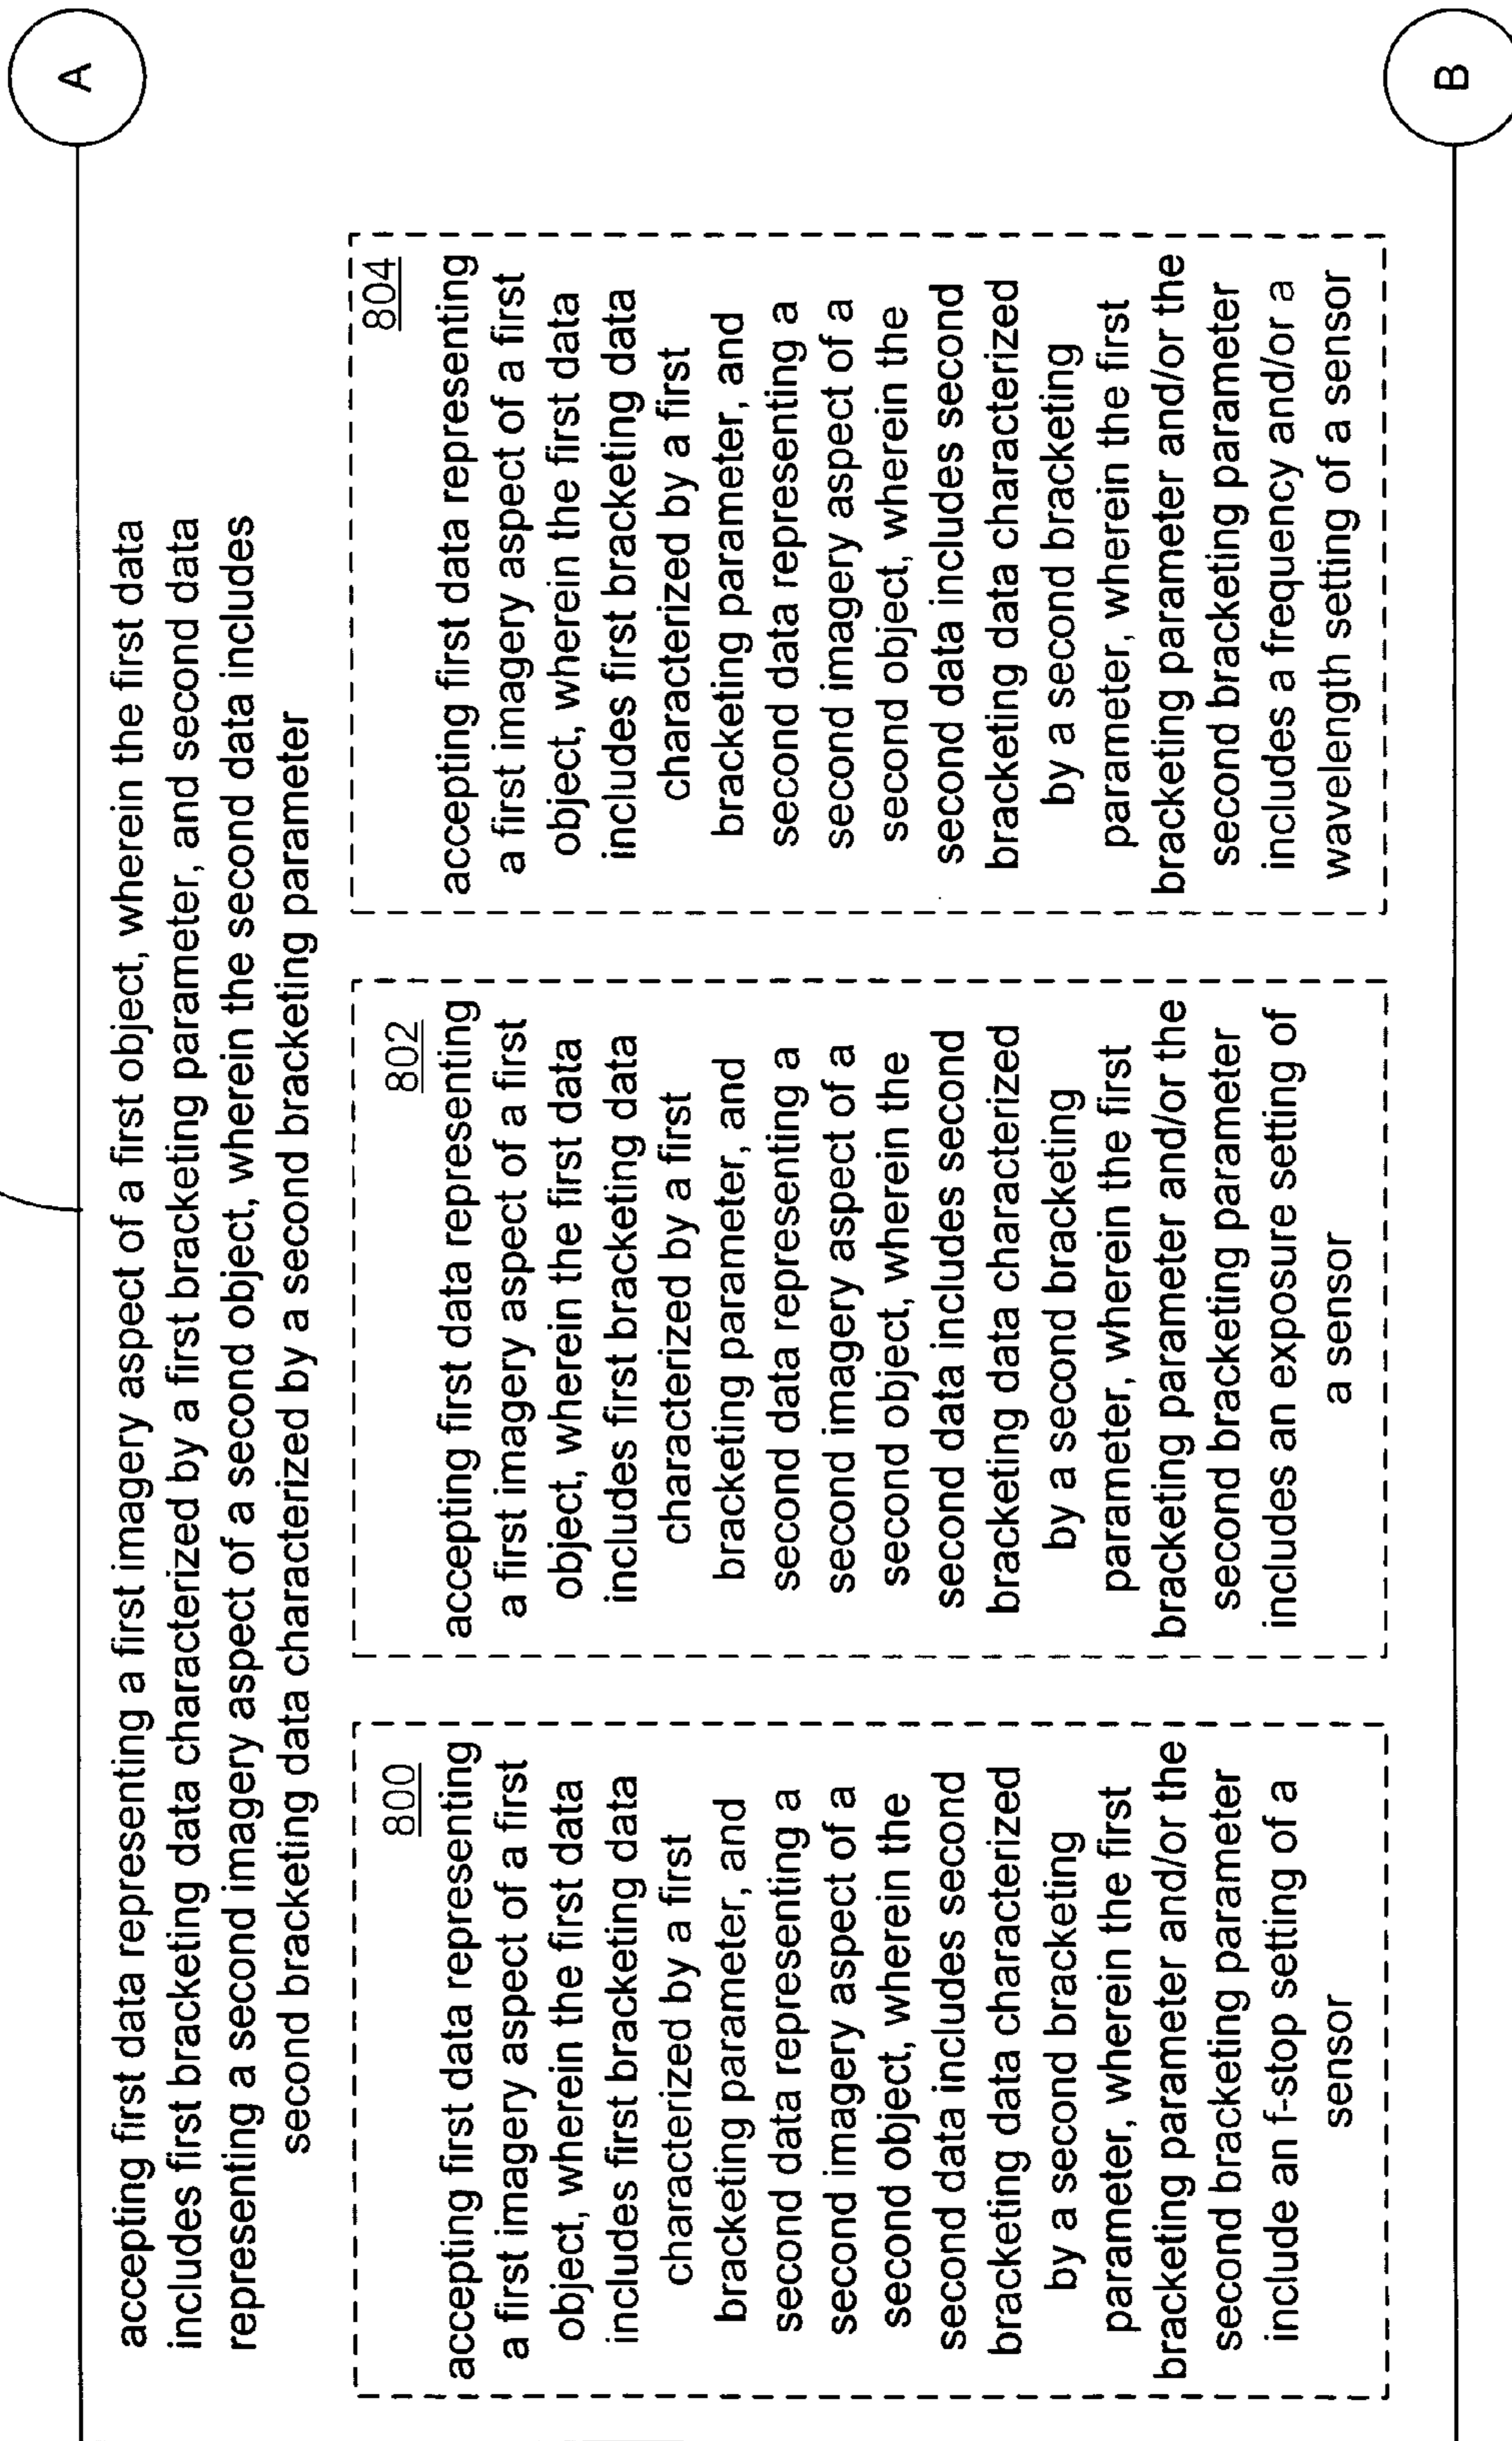 A
accepting first data representing a first imagery aspect of a first object, wherein the first data
includes first bracketing data characterized by a first bracketing parameter, and second data
representing a second imagery aspect of a second object, wherein the second data includes
second bracketing data characterized by a second bracketing parameter
800
accepting first data representing
a first imagery aspect of a first
object, wherein the first data
includes first bracketing data
characterized by a first
bracketing parameter, and
second data representing a
second imagery aspect of a
second object, wherein the
second data includes second
bracketing data characterized
by a second bracketing
parameter, wherein the first
bracketing parameter and/or the
second bracketing parameter
include an f-stop setting of a
sensor
802
accepting first data representing
a first imagery aspect of a first
object, wherein the first data
includes first bracketing data
characterized by a first
bracketing parameter, and
second data representing a
second imagery aspect of a
second object, wherein the
second data includes second
bracketing data characterized
by a second bracketing
parameter, wherein the first
bracketing parameter and/or the
second bracketing parameter
includes an exposure setting of
a sensor
804
accepting first data representing
a first imagery aspect of a first
object, wherein the first data
includes first bracketing data
characterized by a first
bracketing parameter, and
second data representing a
second imagery aspect of a
second object, wherein the
second data includes second
bracketing data characterized
by a second bracketing
parameter, wherein the first
bracketing parameter and/or the
second bracketing parameter
includes a frequency and/or a
wavelength setting of a sensor
B